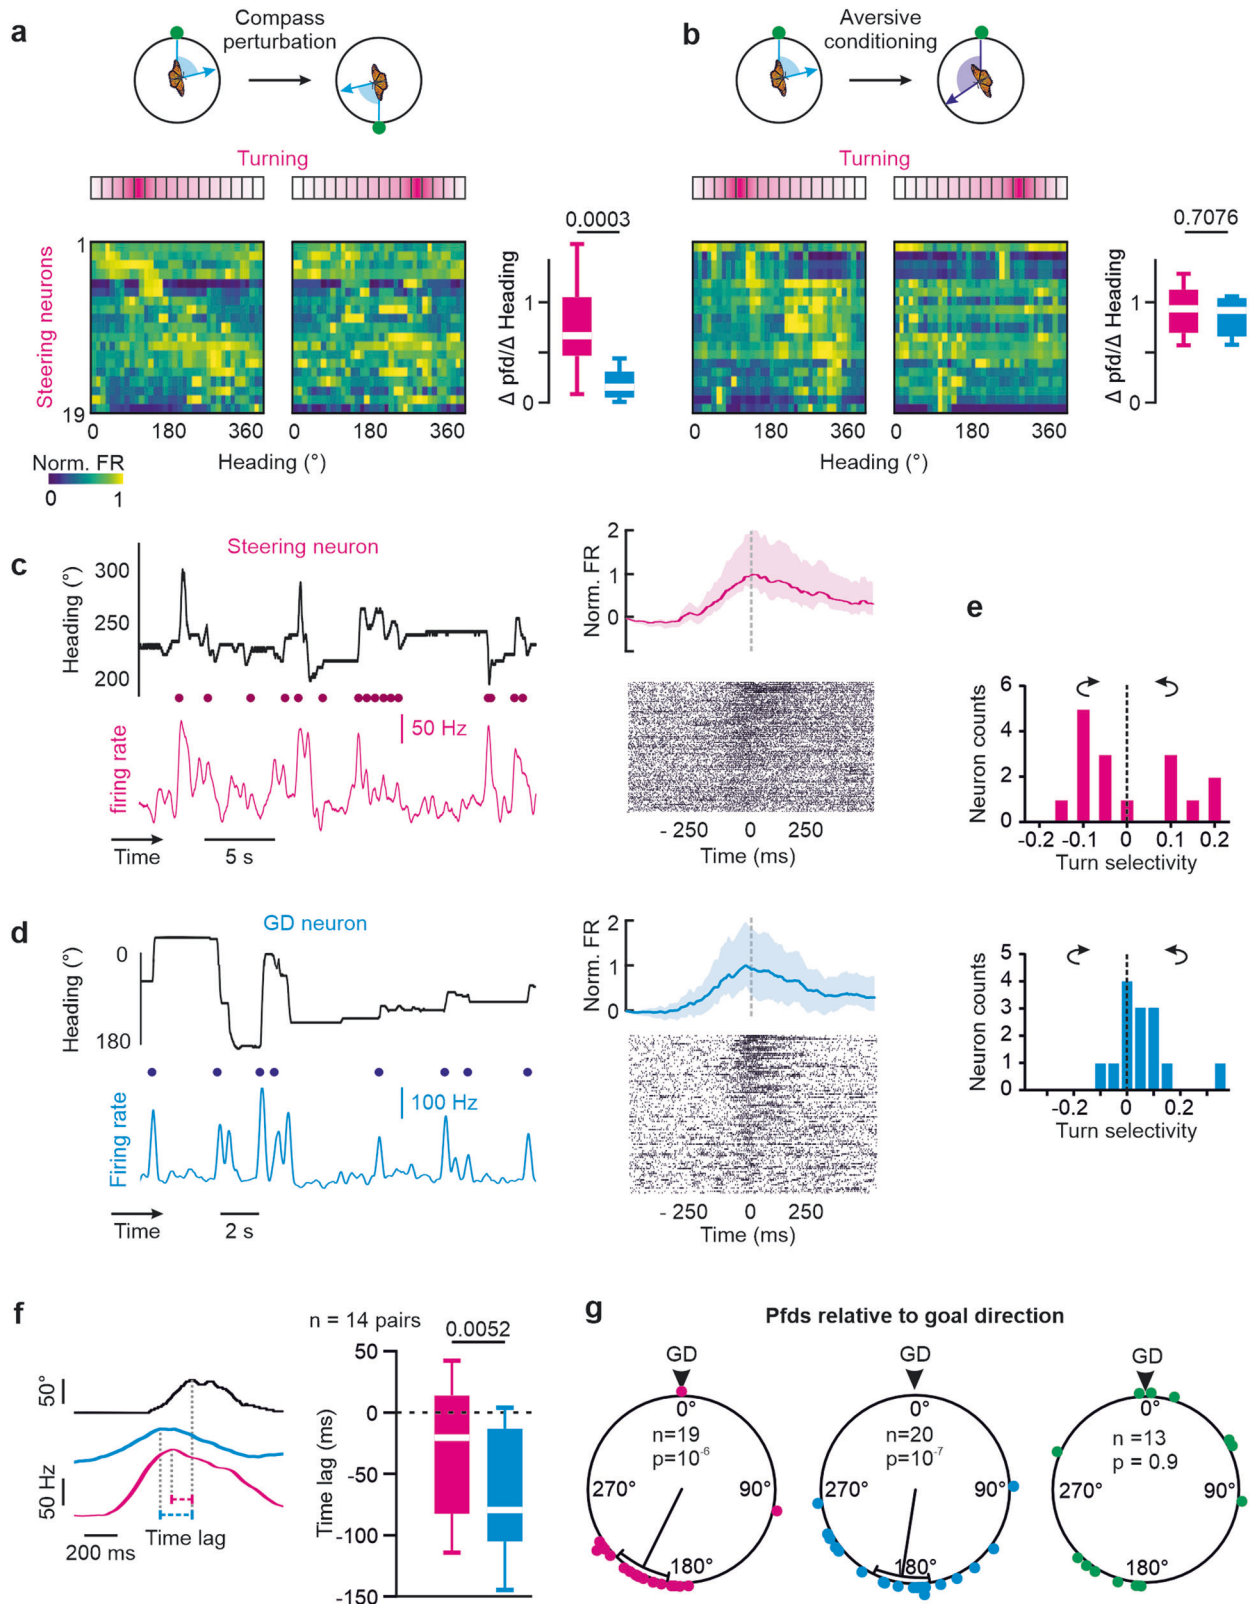 a
Compass
perturbation
b
Aversive
conditioning
Turning
Turning
0.0003
0.7076
Steering neurons
1
19
0 180 360
0 180 360
Heading (°)
Δ pfd/Δ Heading
1
0
0 180 360
0 180 360
Heading (°)
Δ pfd/Δ Heading
1
0
Norm. FR
0 1
c
Steering neuron
Heading (°)
300
250
200
50 Hz
firing rate
Time
5 s
Norm. FR
2
1
0
- 250 0 250
Time (ms)
e
Neuron counts
6
4
2
0
-0.2 -0.1 0 0.1 0.2
Turn selectivity
d
GD neuron
Heading (°)
0
180
100 Hz
Firing rate
Time
2 s
Norm. FR
2
1
0
- 250 0 250
Time (ms)
Neuron counts
5
4
3
2
1
0
-0.2 0 0.2
Turn selectivity
f
50°
50 Hz
200 ms
Time lag
n = 14 pairs
0.0052
Time lag (ms)
50
0
-50
-100
-150
g
Pfds relative to goal direction
GD
0°
n=19
p=10-6
270° 90°
180°
GD
0°
n=20
p=10-7
270° 90°
180°
GD
0°
n =13
p = 0.9
270° 90°
180°